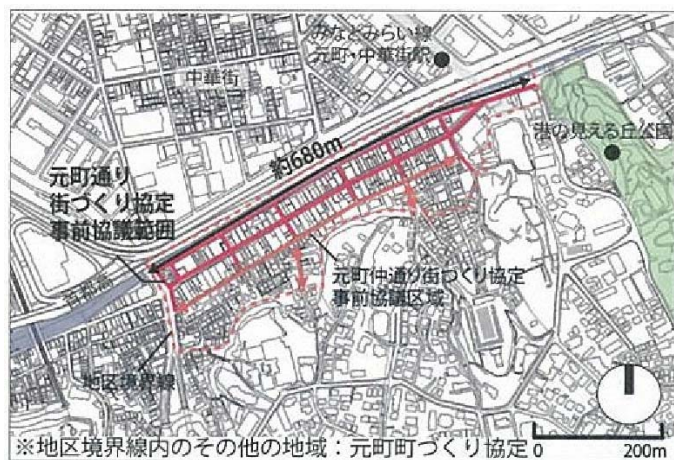 みなとみらい線
元町・中華街駅
中華街
港の見える丘公園
約680m
元町通り
街づくり協定
事前協議範囲
元町仲通り街づくり協定
事前協議区域
首都高
地区境界線
※地区境界線内のその他の地域：元町町づくり協定
0 200m